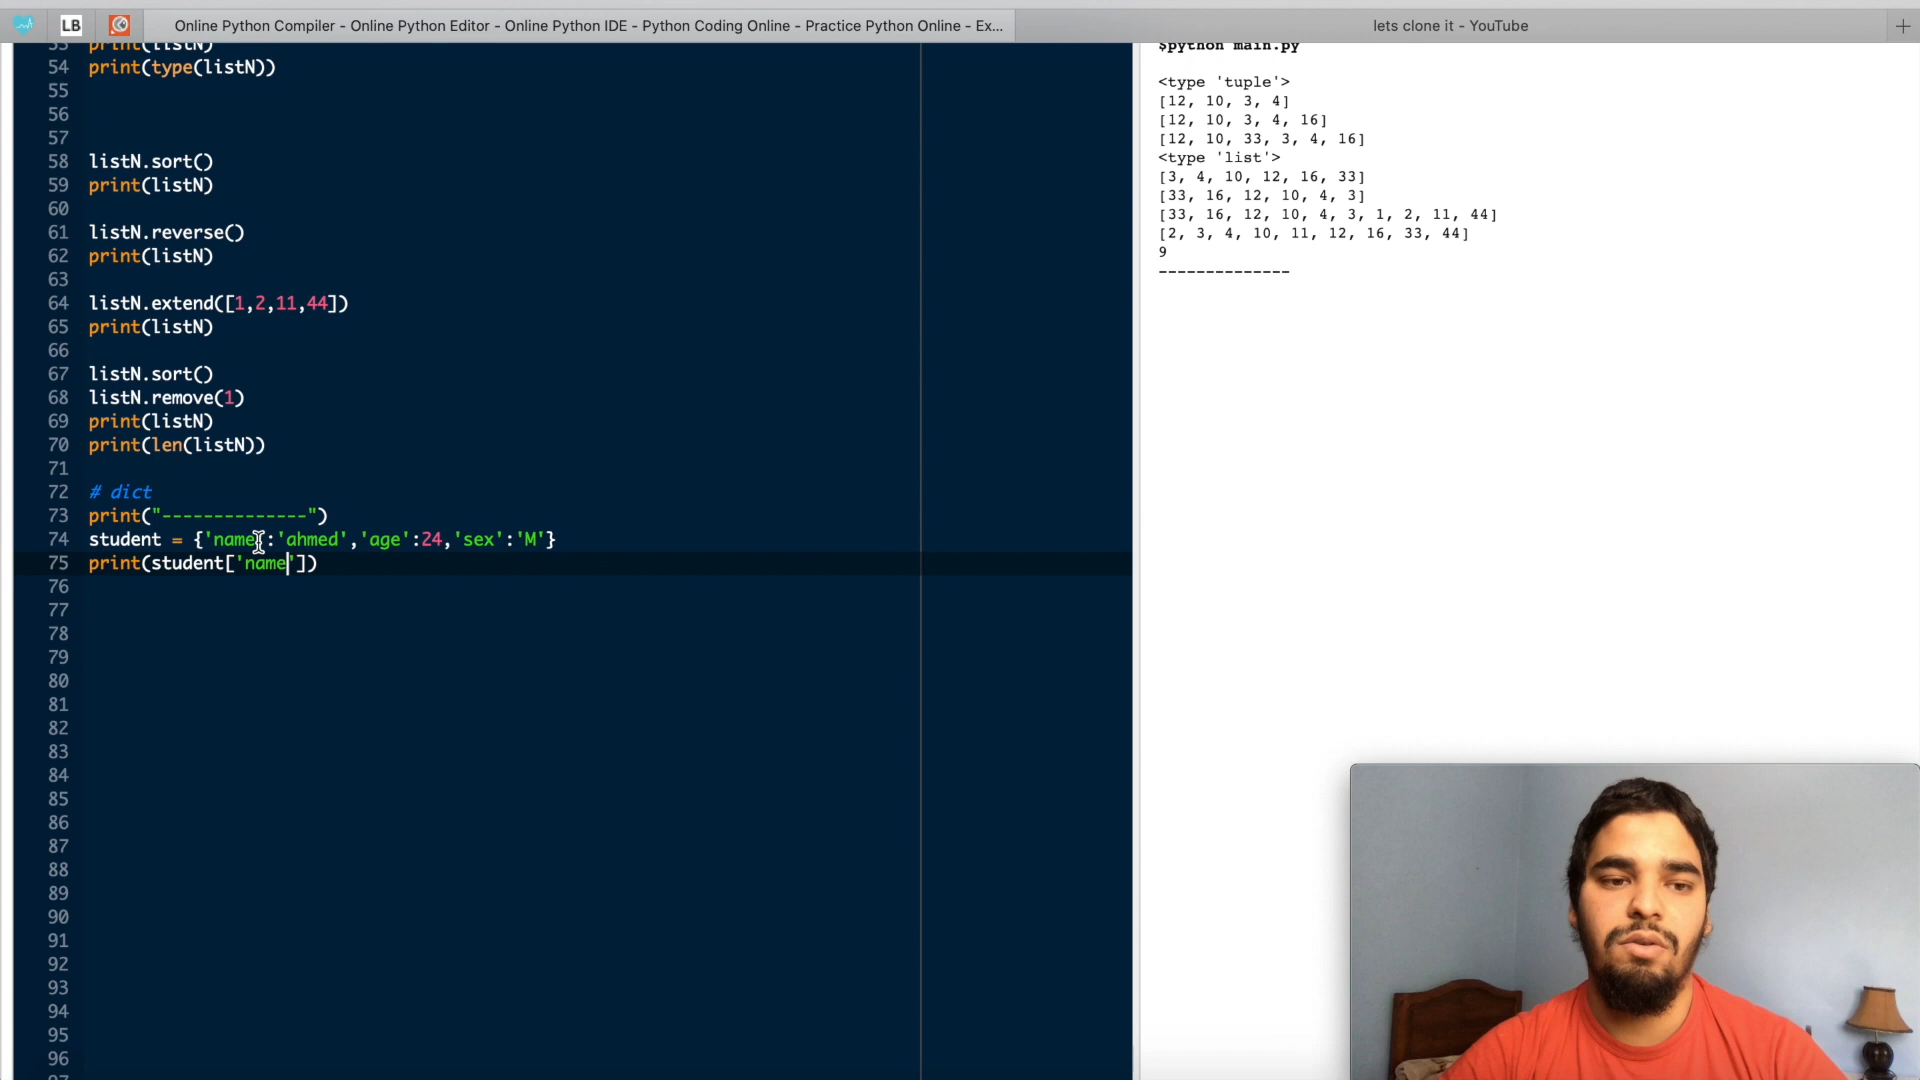 LB
Online Python Compiler - Online Python Editor - Online Python IDE - Python Coding Online - Practice Python Online - Ex...
lets clone it - YouTube
53 print(listN)
54 print(type(listN))
55
56
57
58 listN.sort()
59 print(listN)
60
61 listN.reverse()
62 print(listN)
63
64 listN.extend([1,2,11,44])
65 print(listN)
66
67 listN.sort()
68 listN.remove(1)
69 print(listN)
70 print(len(listN))
71
72 # dict
73 print("--------------")
74 student = {'name':'ahmed','age':24,'sex':'M'}
75 print(student['name'])
76
77
78
79
80
81
82
83
84
85
86
87
88
89
90
91
92
93
94
95
96
$python main.py
<type 'tuple'>
[12, 10, 3, 4]
[12, 10, 3, 4, 16]
[12, 10, 33, 3, 4, 16]
<type 'list'>
[3, 4, 10, 12, 16, 33]
[33, 16, 12, 10, 4, 3]
[33, 16, 12, 10, 4, 3, 1, 2, 11, 44]
[2, 3, 4, 10, 11, 12, 16, 33, 44]
9
--------------